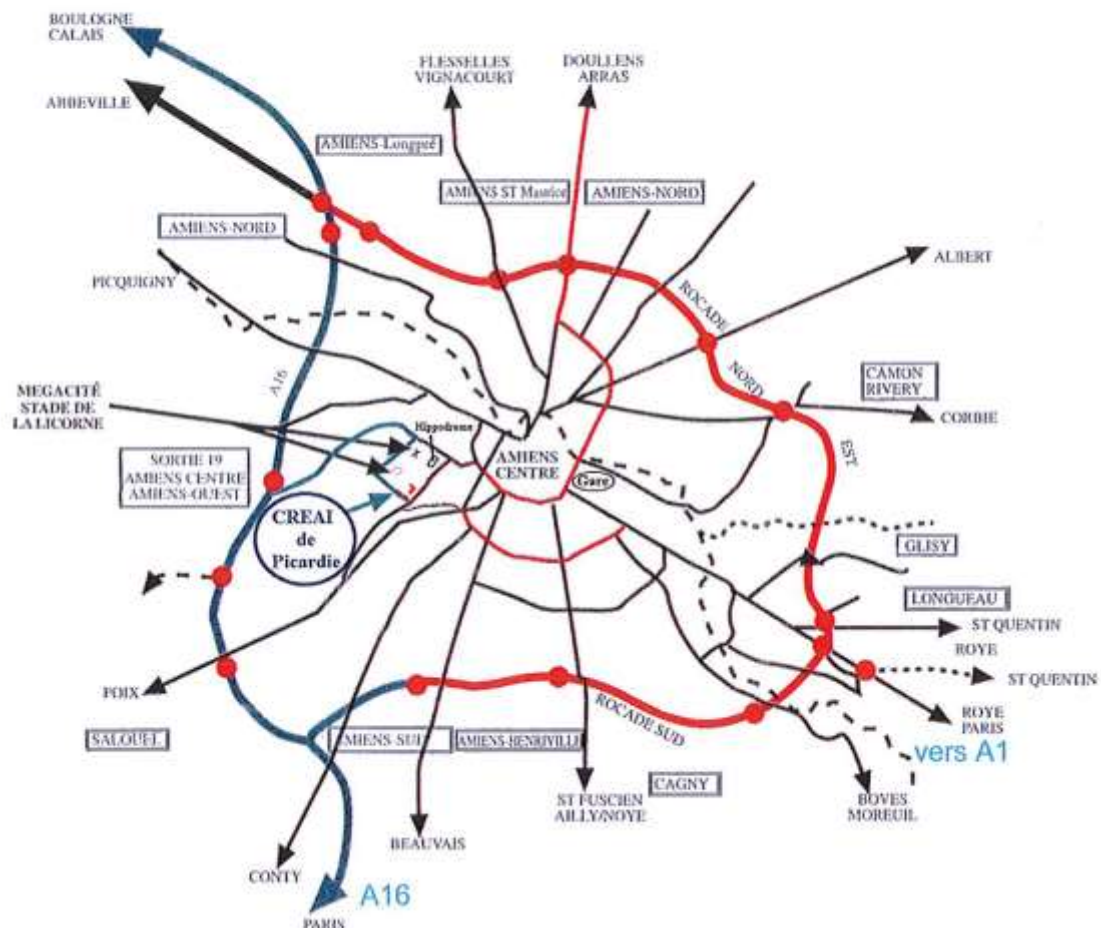 BOULOGNE
CALAIS
ABBEVILLE
FLESSELLES
VIGNACOURT
DOULLENS
ARRAS
AMIENS-Longpré
AMIENS ST Maurice
AMIENS-NORD
AMIENS-NORD
PICQUIGNY
ALBERT
ROCADE
NORD
EST
A16
CAMON
RIVERY
CORBIE
MEGACITÉ
STADE DE
LA LICORNE
Hippodrome
SORTIE 19
AMIENS CENTRE
AMIENS-OUEST
AMIENS
CENTRE
Gare
CREAI
de
Picardie
GLISY
LONGUEAU
ST QUENTIN
ROYE
ST QUENTIN
POIX
ROCADE SUD
ROYE
PARIS
vers A1
SALOUEL
AMIENS SUD
AMIENS-HENRIVILLE
CAGNY
ST FUSCIEN
AILLY/NOYE
BOVES
MOREUIL
BEAUVAIS
CONTY
A16
PARIS